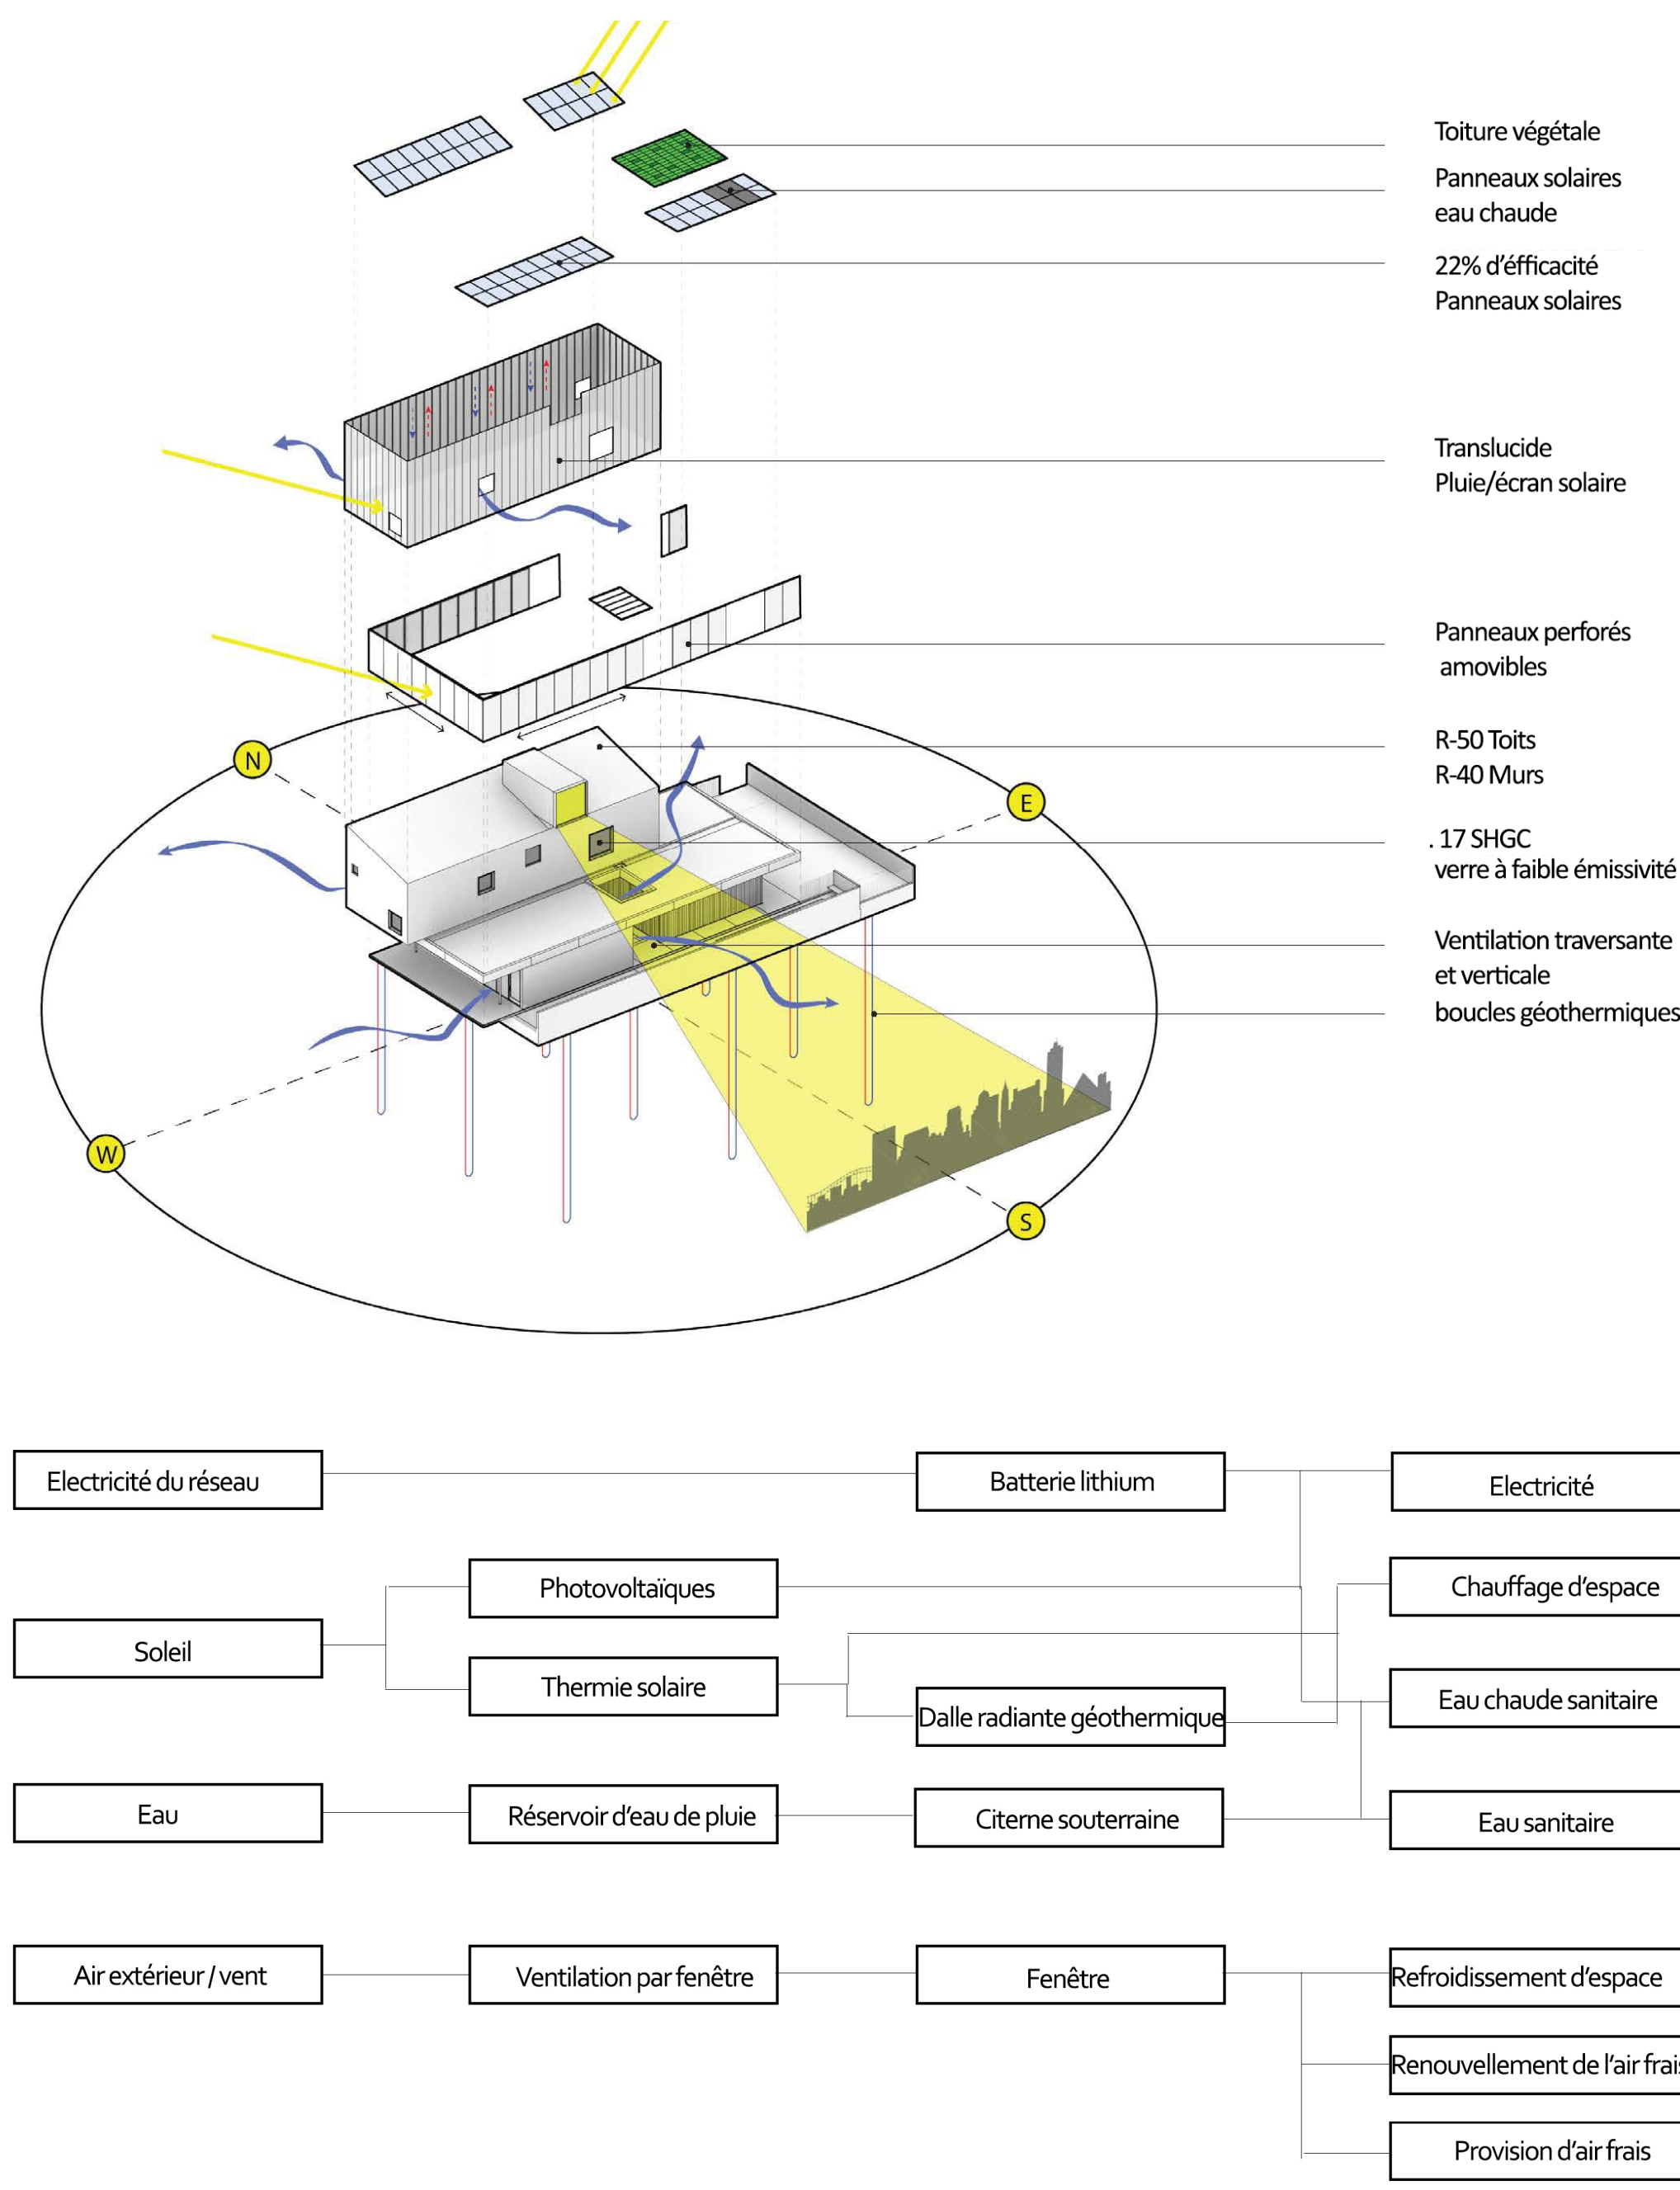 Toiture végétale
Panneaux solaires
eau chaude
22% d'éfficacité
Panneaux solaires
Translucide
Pluie/écran solaire
Panneaux perforés
amovibles
N
R-50 Toits
R-40 Murs
E
. 17 SHGC
verre à faible émissivité
Ventilation traversante
et verticale
boucles géothermiques
W
S
Electricité du réseau
Batterie lithium
Electricité
Photovoltaïques
Chauffage d'espace
Soleil
Thermie solaire
Dalle radiante géothermique
Eau chaude sanitaire
Eau
Réservoir d'eau de pluie
Citerne souterraine
Eau sanitaire
Air extérieur / vent
Ventilation par fenêtre
Fenêtre
Refroidissement d'espace
Renouvellement de l'air frais
Provision d'air frais